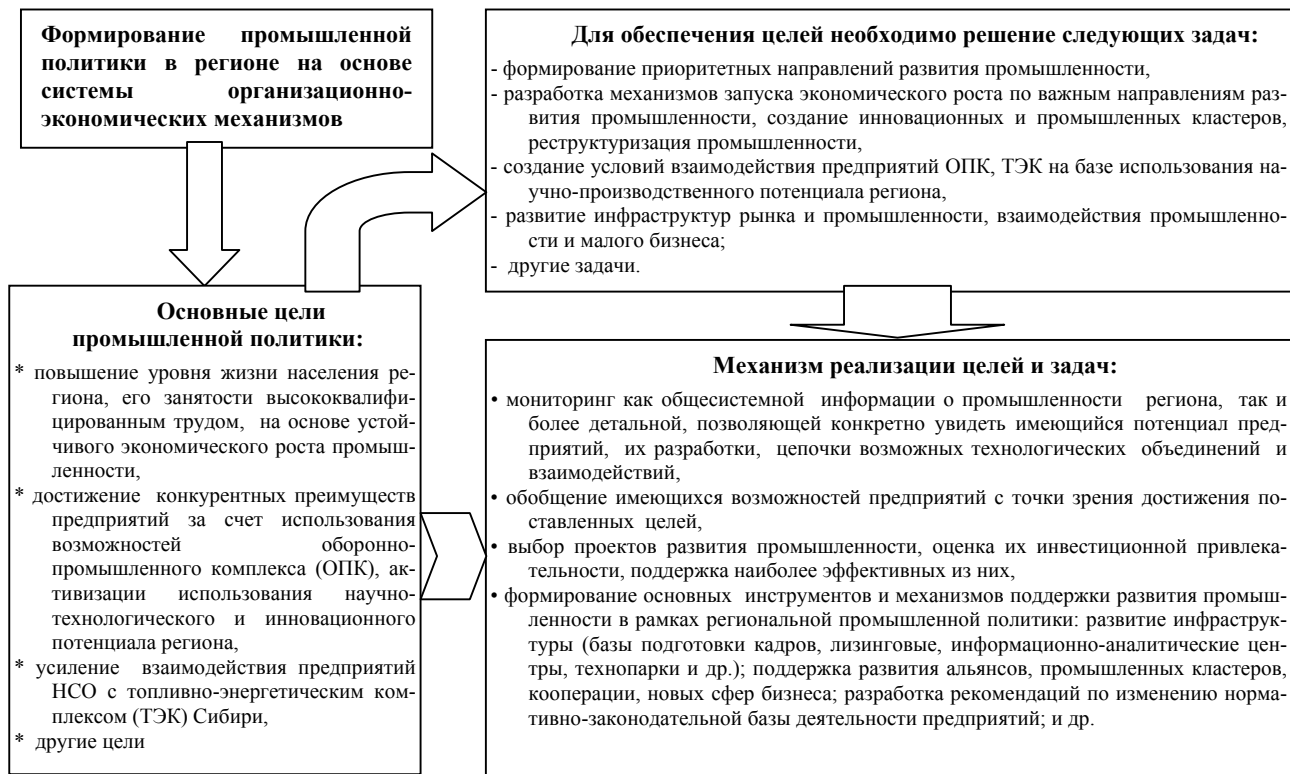 Формирование промышленной
политики в регионе на основе
системы организационно-
экономических механизмов
Для обеспечения целей необходимо решение следующих задач:
- формирование приоритетных направлений развития промышленности,
- разработка механизмов запуска экономического роста по важным направлениям раз-
вития промышленности, создание инновационных и промышленных кластеров,
реструктуризация промышленности,
- создание условий взаимодействия предприятий ОПК, ТЭК на базе использования на-
учно-производственного потенциала региона,
- развитие инфраструктур рынка и промышленности, взаимодействия промышленно-
сти и малого бизнеса;
- другие задачи.
Основные цели
промышленной политики:
* повышение уровня жизни населения ре-
гиона, его занятости высококвалифи-
цированным трудом, на основе устой-
чивого экономического роста промыш-
ленности,
* достижение конкурентных преимуществ
предприятий за счет использования
возможностей оборонно-
промышленного комплекса (ОПК), ак-
тивизации использования научно-
технологического и инновационного
потенциала региона,
* усиление взаимодействия предприятий
НСО с топливно-энергетическим ком-
плексом (ТЭК) Сибири,
* другие цели
Механизм реализации целей и задач:
• мониторинг как общесистемной информации о промышленности региона, так и
более детальной, позволяющей конкретно увидеть имеющийся потенциал пред-
приятий, их разработки, цепочки возможных технологических объединений и
взаимодействий,
• обобщение имеющихся возможностей предприятий с точки зрения достижения по-
ставленных целей,
• выбор проектов развития промышленности, оценка их инвестиционной привлека-
тельности, поддержка наиболее эффективных из них,
• формирование основных инструментов и механизмов поддержки развития промыш-
ленности в рамках региональной промышленной политики: развитие инфраструк-
туры (базы подготовки кадров, лизинговые, информационно-аналитические цен-
тры, технопарки и др.); поддержка развития альянсов, промышленных кластеров,
кооперации, новых сфер бизнеса; разработка рекомендаций по изменению норма-
тивно-законодательной базы деятельности предприятий; и др.